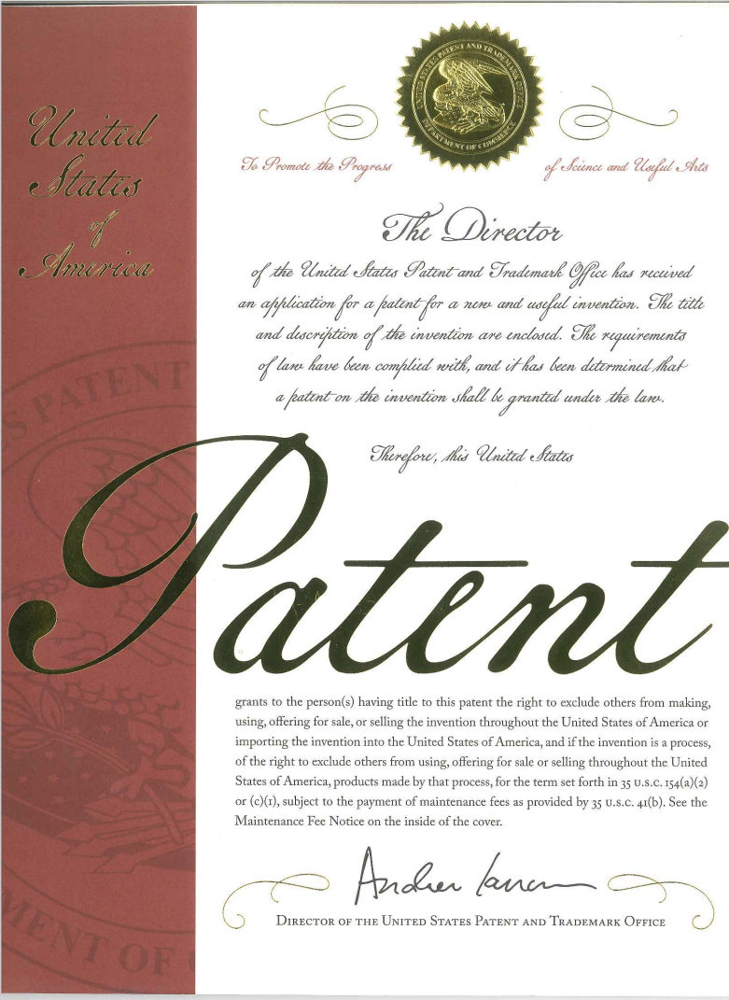 United
States
of
America
UNITED STATES PATENT AND TRADEMARK OFFICE
DEPARTMENT OF COMMERCE
To Promote the Progress
of Science and Useful Arts
The Director
of the United States Patent and Trademark Office has received
an application for a patent for a new and useful invention. The title
and description of the invention are enclosed. The requirements
of law have been complied with, and it has been determined that
a patent on the invention shall be granted under the law.
Therefore, this United States
Patent
grants to the person(s) having title to this patent the right to exclude others from making,
using, offering for sale, or selling the invention throughout the United States of America or
importing the invention into the United States of America, and if the invention is a process,
of the right to exclude others from using, offering for sale or selling throughout the United
States of America, products made by that process, for the term set forth in 35 U.S.C. 154(a)(2)
or (c)(1), subject to the payment of maintenance fees as provided by 35 U.S.C. 41(b). See the
Maintenance Fee Notice on the inside of the cover.
DIRECTOR OF THE UNITED STATES PATENT AND TRADEMARK OFFICE
S PATENT
MENT OF